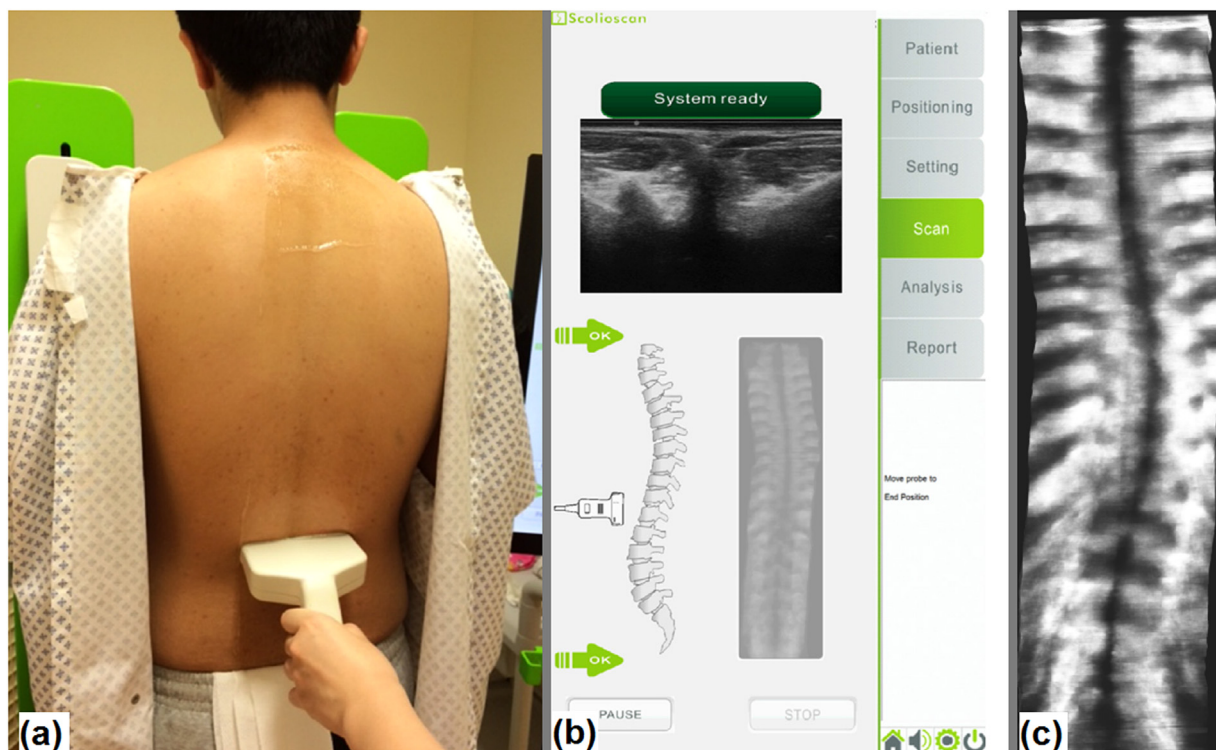 Scolioscan
System ready
Patient
Positioning
Setting
Scan
Analysis
Report
OK
Move probe to
End Position
OK
PAUSE
STOP
(a)
(b)
(c)